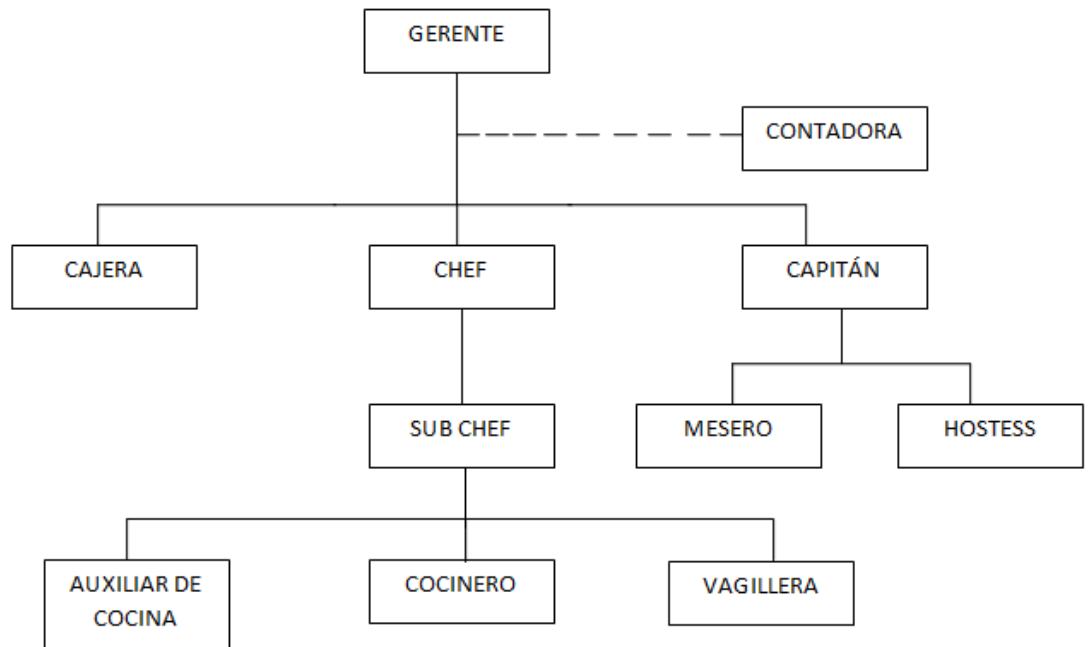 GERENTE
CONTADORA
CAJERA
CHEF
CAPITÁN
SUB CHEF
MESERO
HOSTESS
AUXILIAR DE
COCINA
COCINERO
VAGILLERA